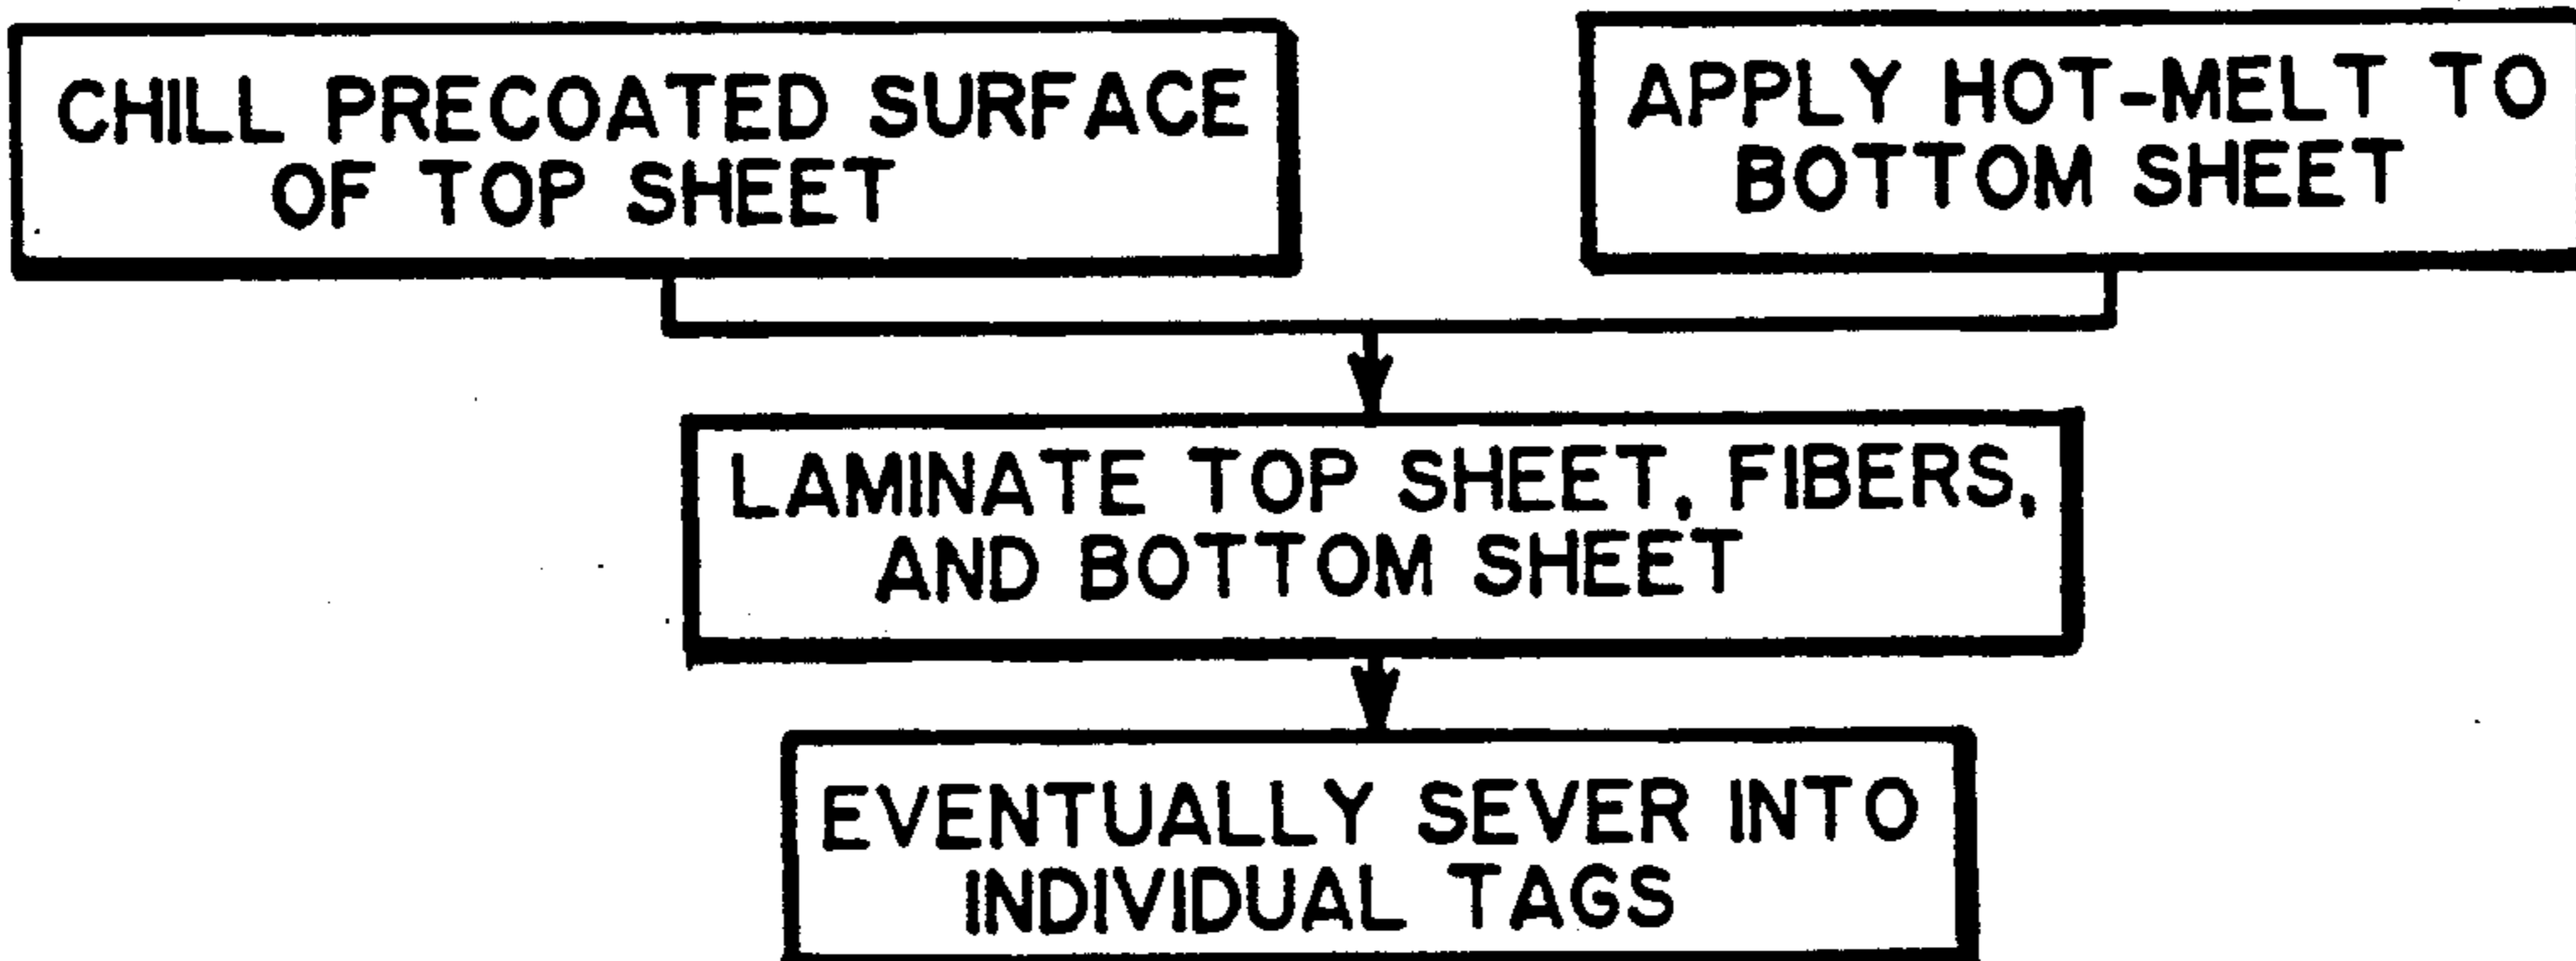 CHILL PRECOATED SURFACE
OF TOP SHEET
APPLY HOT-MELT TO
BOTTOM SHEET
LAMINATE TOP SHEET, FIBERS,
AND BOTTOM SHEET
EVENTUALLY SEVER INTO
INDIVIDUAL TAGS